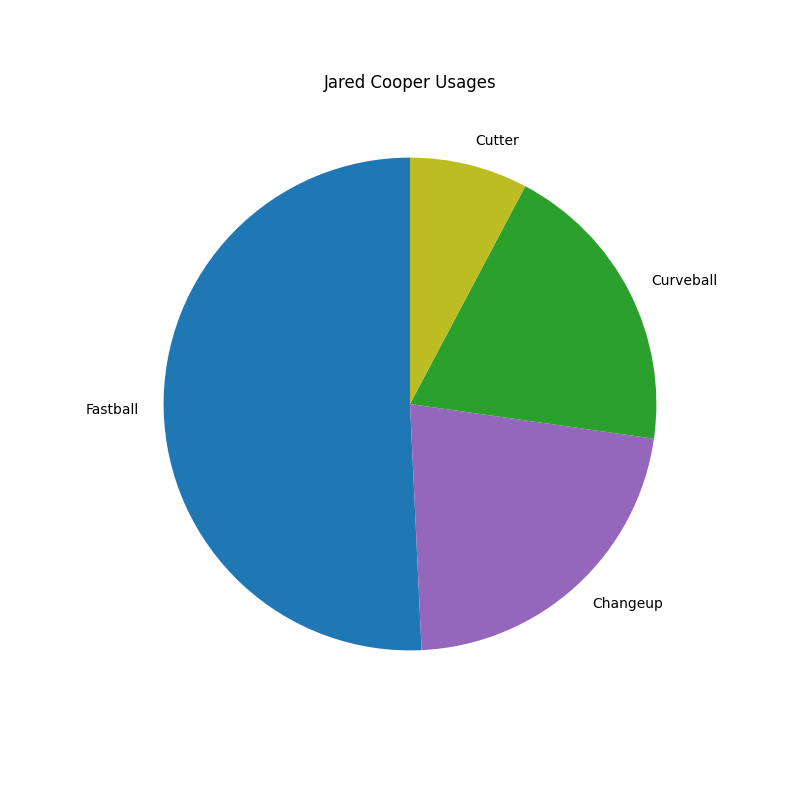 Jared Cooper Usages
Cutter
Curveball
Fastball
Changeup